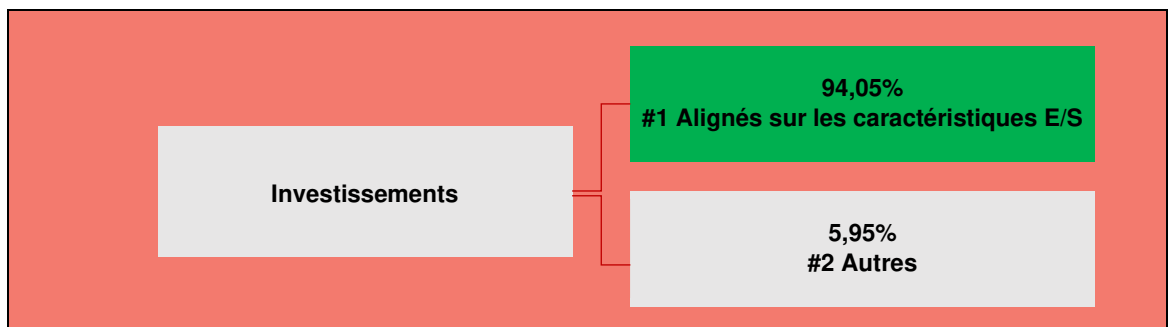 Investissements
94,05%
#1 Alignés sur les caractéristiques E/S
5,95%
#2 Autres